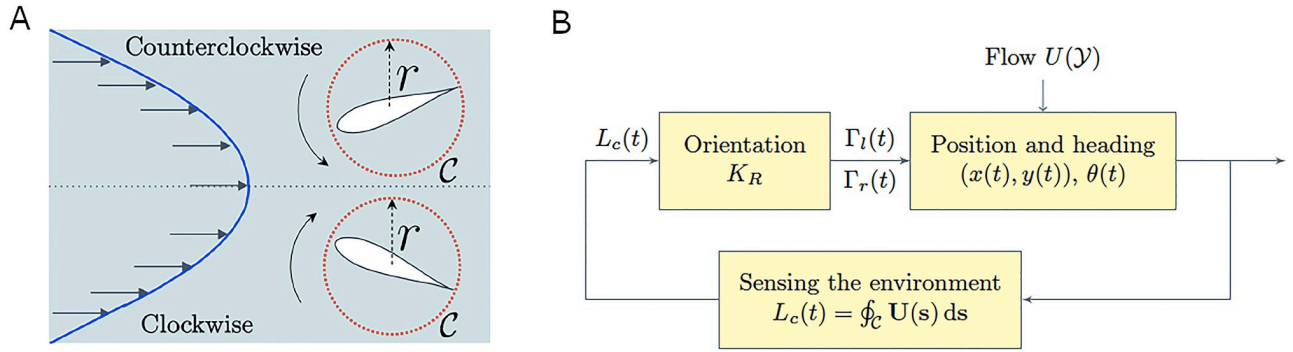 A
Counterclockwise
r
C
r
C
Clockwise
B
Flow U(Y)
L_c(t)
Orientation
K_R
Γ_l(t)
Γ_r(t)
Position and heading
(x(t), y(t)), θ(t)
Sensing the environment
L_c(t) = ∮_C U(s) ds